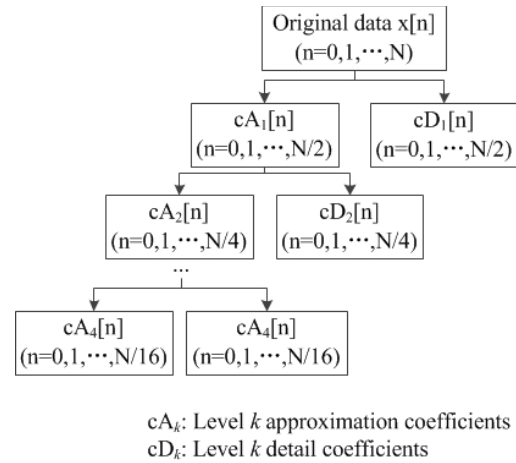 Original data x[n]
(n=0,1,⋯,N)
cA₁[n]
(n=0,1,⋯,N/2)
cD₁[n]
(n=0,1,⋯,N/2)
cA₂[n]
(n=0,1,⋯,N/4)
cD₂[n]
(n=0,1,⋯,N/4)
...
cA₄[n]
(n=0,1,⋯,N/16)
cA₄[n]
(n=0,1,⋯,N/16)
cAₖ: Level k approximation coefficients
cDₖ: Level k detail coefficients